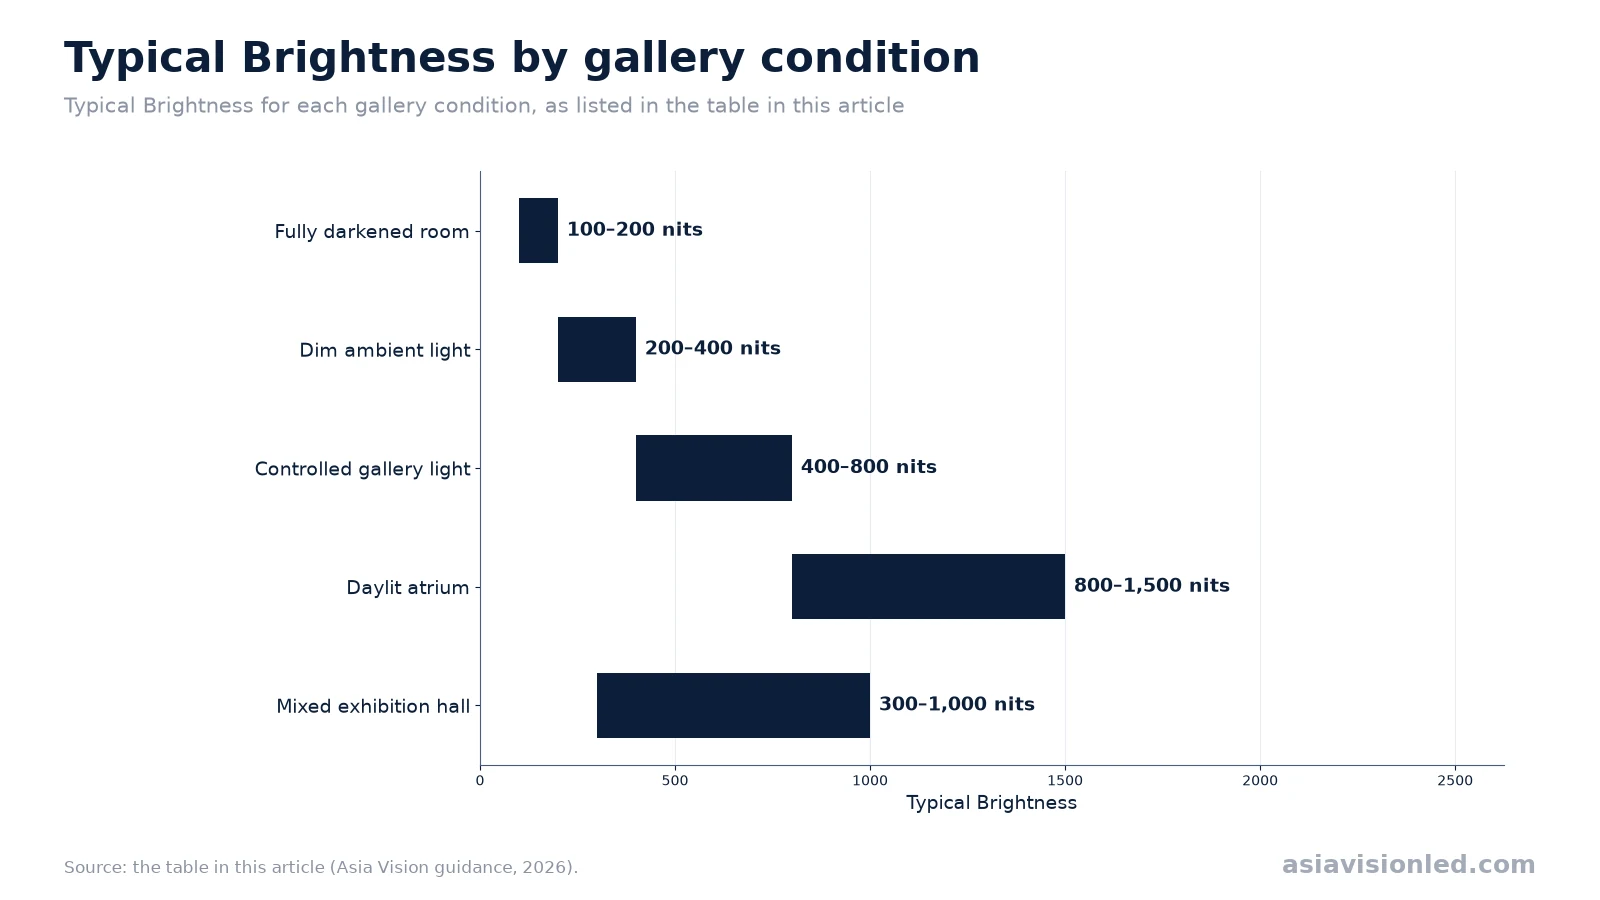 Typical Brightness by gallery condition
Typical Brightness for each gallery condition, as listed in the table in this article
Fully darkened room
100–200 nits
Dim ambient light
200–400 nits
Controlled gallery light
400–800 nits
Daylit atrium
800–1,500 nits
Mixed exhibition hall
300–1,000 nits
0 500 1000 1500 2000 2500
Typical Brightness
Source: the table in this article (Asia Vision guidance, 2026).
asiavisionled.com